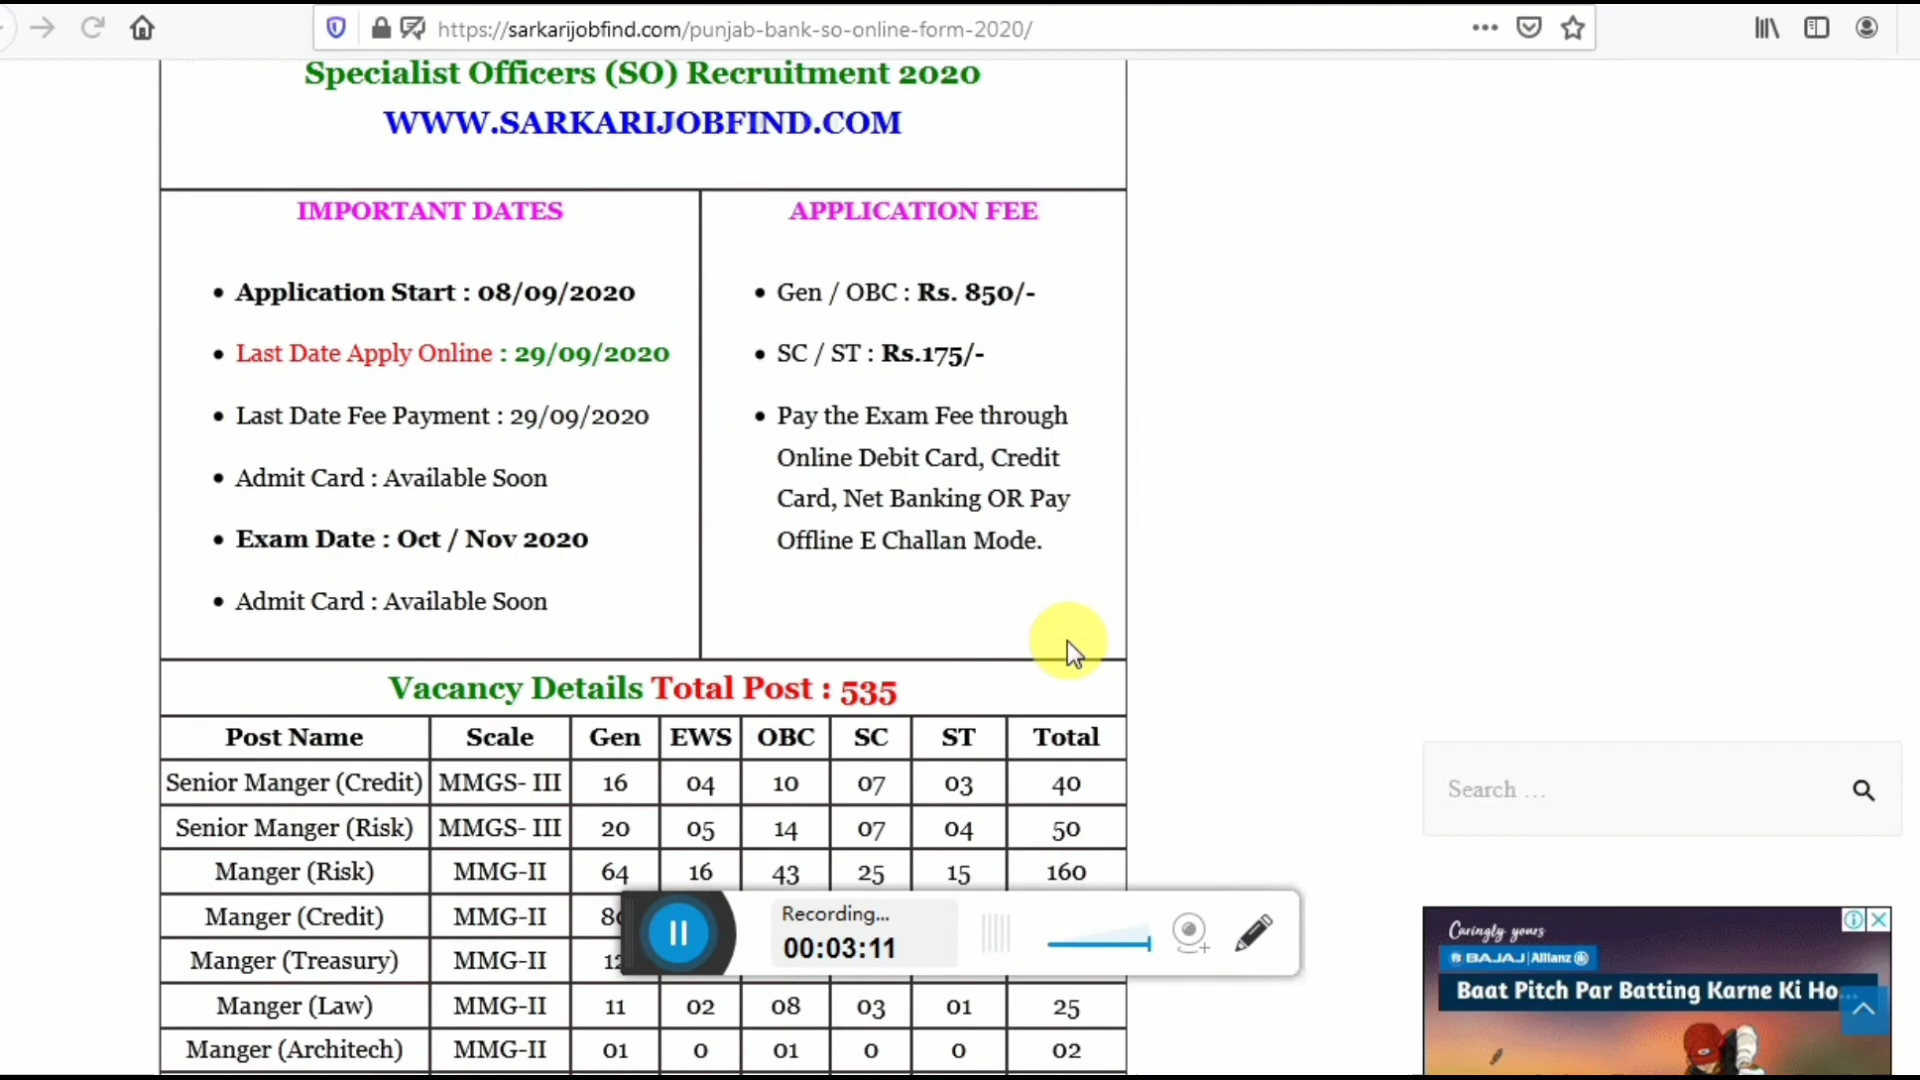 https://sarkarijobfind.com/punjab-bank-so-online-form-2020/
Specialist Officers (SO) Recruitment 2020
WWW.SARKARIJOBFIND.COM
IMPORTANT DATES
Application Start : 08/09/2020
Last Date Apply Online : 29/09/2020
Last Date Fee Payment : 29/09/2020
Admit Card : Available Soon
Exam Date : Oct / Nov 2020
Admit Card : Available Soon
APPLICATION FEE
Gen / OBC : Rs. 850/-
SC / ST : Rs.175/-
Pay the Exam Fee through
Online Debit Card, Credit
Card, Net Banking OR Pay
Offline E Challan Mode.
Vacancy Details Total Post : 535
Post Name Scale Gen EWS OBC SC ST Total
Senior Manger (Credit) MMGS- III 16 04 10 07 03 40
Senior Manger (Risk) MMGS- III 20 05 14 07 04 50
Manger (Risk) MMG-II 64 16 43 25 15 160
Manger (Credit) MMG-II
Manger (Treasury) MMG-II
Manger (Law) MMG-II 11 02 08 03 01 25
Manger (Architech) MMG-II 01 0 01 0 0 02
Recording...
00:03:11
Search ...
Caringly yours
BAJAJ Allianz
Baat Pitch Par Batting Karne Ki Ho...